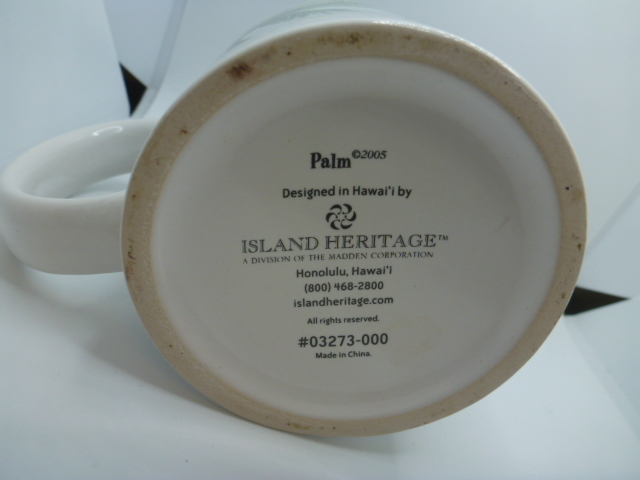 Palm©2005
Designed in Hawai'i by
ISLAND HERITAGE™
A DIVISION OF THE MADDEN CORPORATION
Honolulu, Hawai'i
(800) 468-2800
islandheritage.com
All rights reserved.
#03273-000
Made in China.